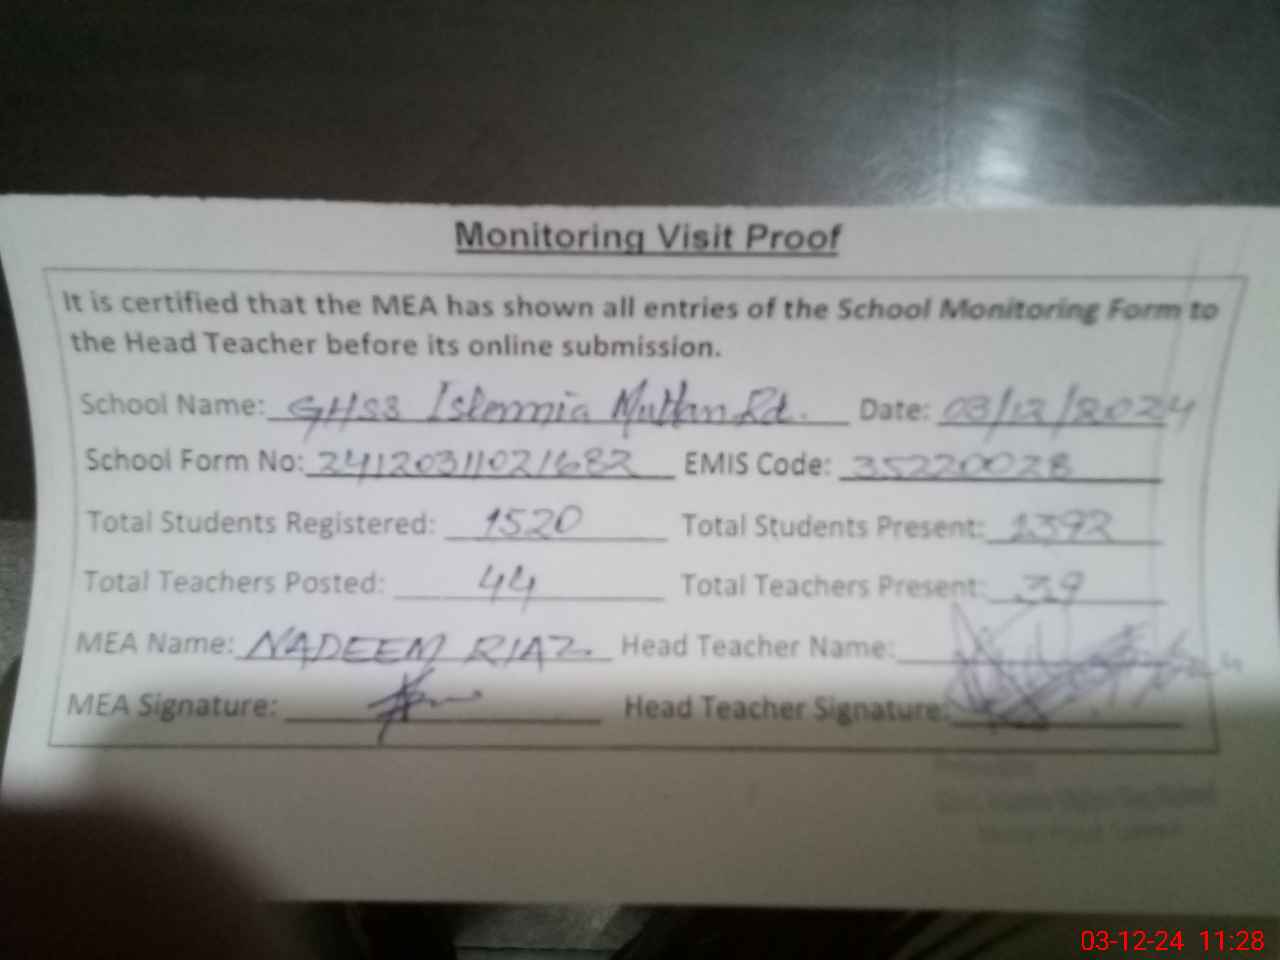 Monitoring Visit Proof
It is certified that the MEA has shown all entries of the School Monitoring Form to
the Head Teacher before its online submission.
School Name: GHSS Islamia Multan Rd. Date: 03/12/2024
School Form No: 24120311021682 EMIS Code: 35220028
Total Students Registered: 1520 Total Students Present: 1392
Total Teachers Posted: 44 Total Teachers Present: 39
MEA Name: NADEEM RIAZ. Head Teacher Name:
MEA Signature: Head Teacher Signature:
03-12-24 11:28